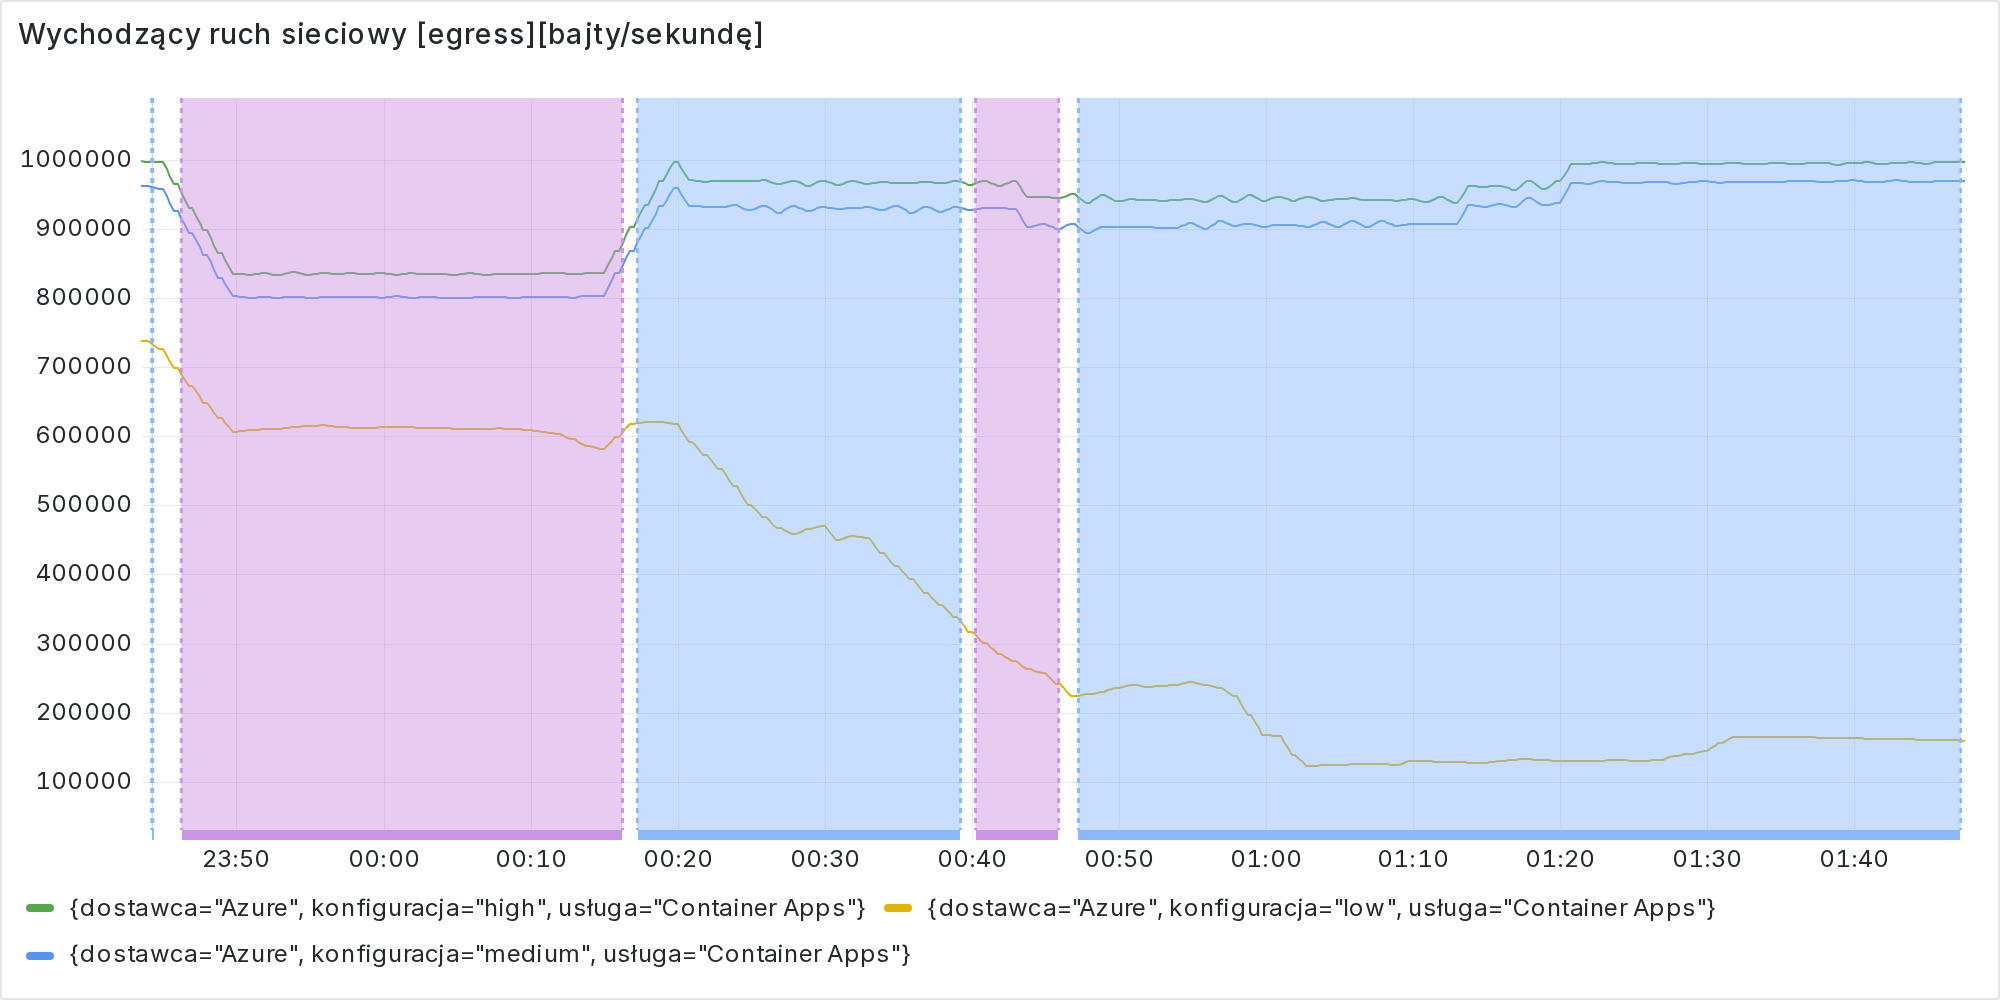 Wychodzący ruch sieciowy [egress][bajty/sekundę]
1000000
900000
800000
700000
600000
500000
400000
300000
200000
100000
23:50 00:00 00:10 00:20 00:30 00:40 00:50 01:00 01:10 01:20 01:30 01:40
{dostawca="Azure", konfiguracja="high", usługa="Container Apps"} {dostawca="Azure", konfiguracja="low", usługa="Container Apps"}
{dostawca="Azure", konfiguracja="medium", usługa="Container Apps"}